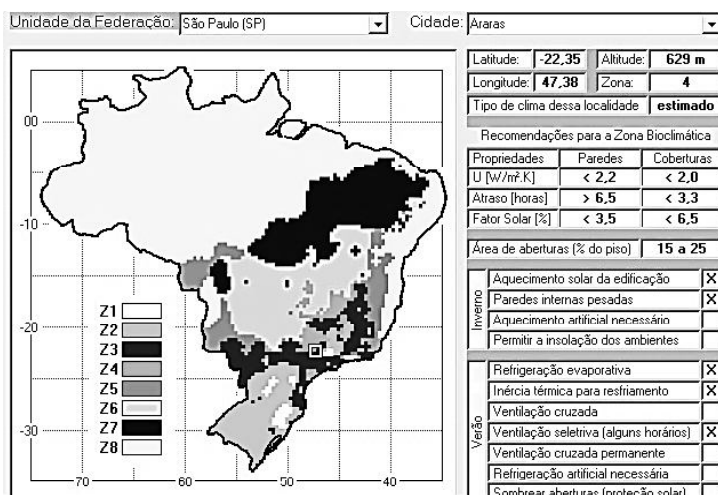 Unidade da Federação: São Paulo (SP) Cidade: Araras
Latitude: -22,35 Altitude: 629 m
Longitude: 47,38 Zona: 4
Tipo de clima dessa localidade estimado
Recomendações para a Zona Bioclimática
Propriedades Paredes Coberturas
U [W/m².K] < 2,2 < 2,0
Atraso [horas] > 6,5 < 3,3
Fator Solar [%] < 3,5 < 6,5
Área de aberturas (% do piso) 15 a 25
Inverno
Aquecimento solar da edificação X
Paredes internas pesadas X
Aquecimento artificial necessário
Permitir a insolação dos ambientes
Verão
Refrigeração evaporativa X
Inércia térmica para resfriamento X
Ventilação cruzada
Ventilação seletiva (alguns horários) X
Ventilação cruzada permanente
Refrigeração artificial necessária
Sombrear aberturas (proteção solar)
00
-10
-20
-30
Z1
Z2
Z3
Z4
Z5
Z6
Z7
Z8
70 60 50 40